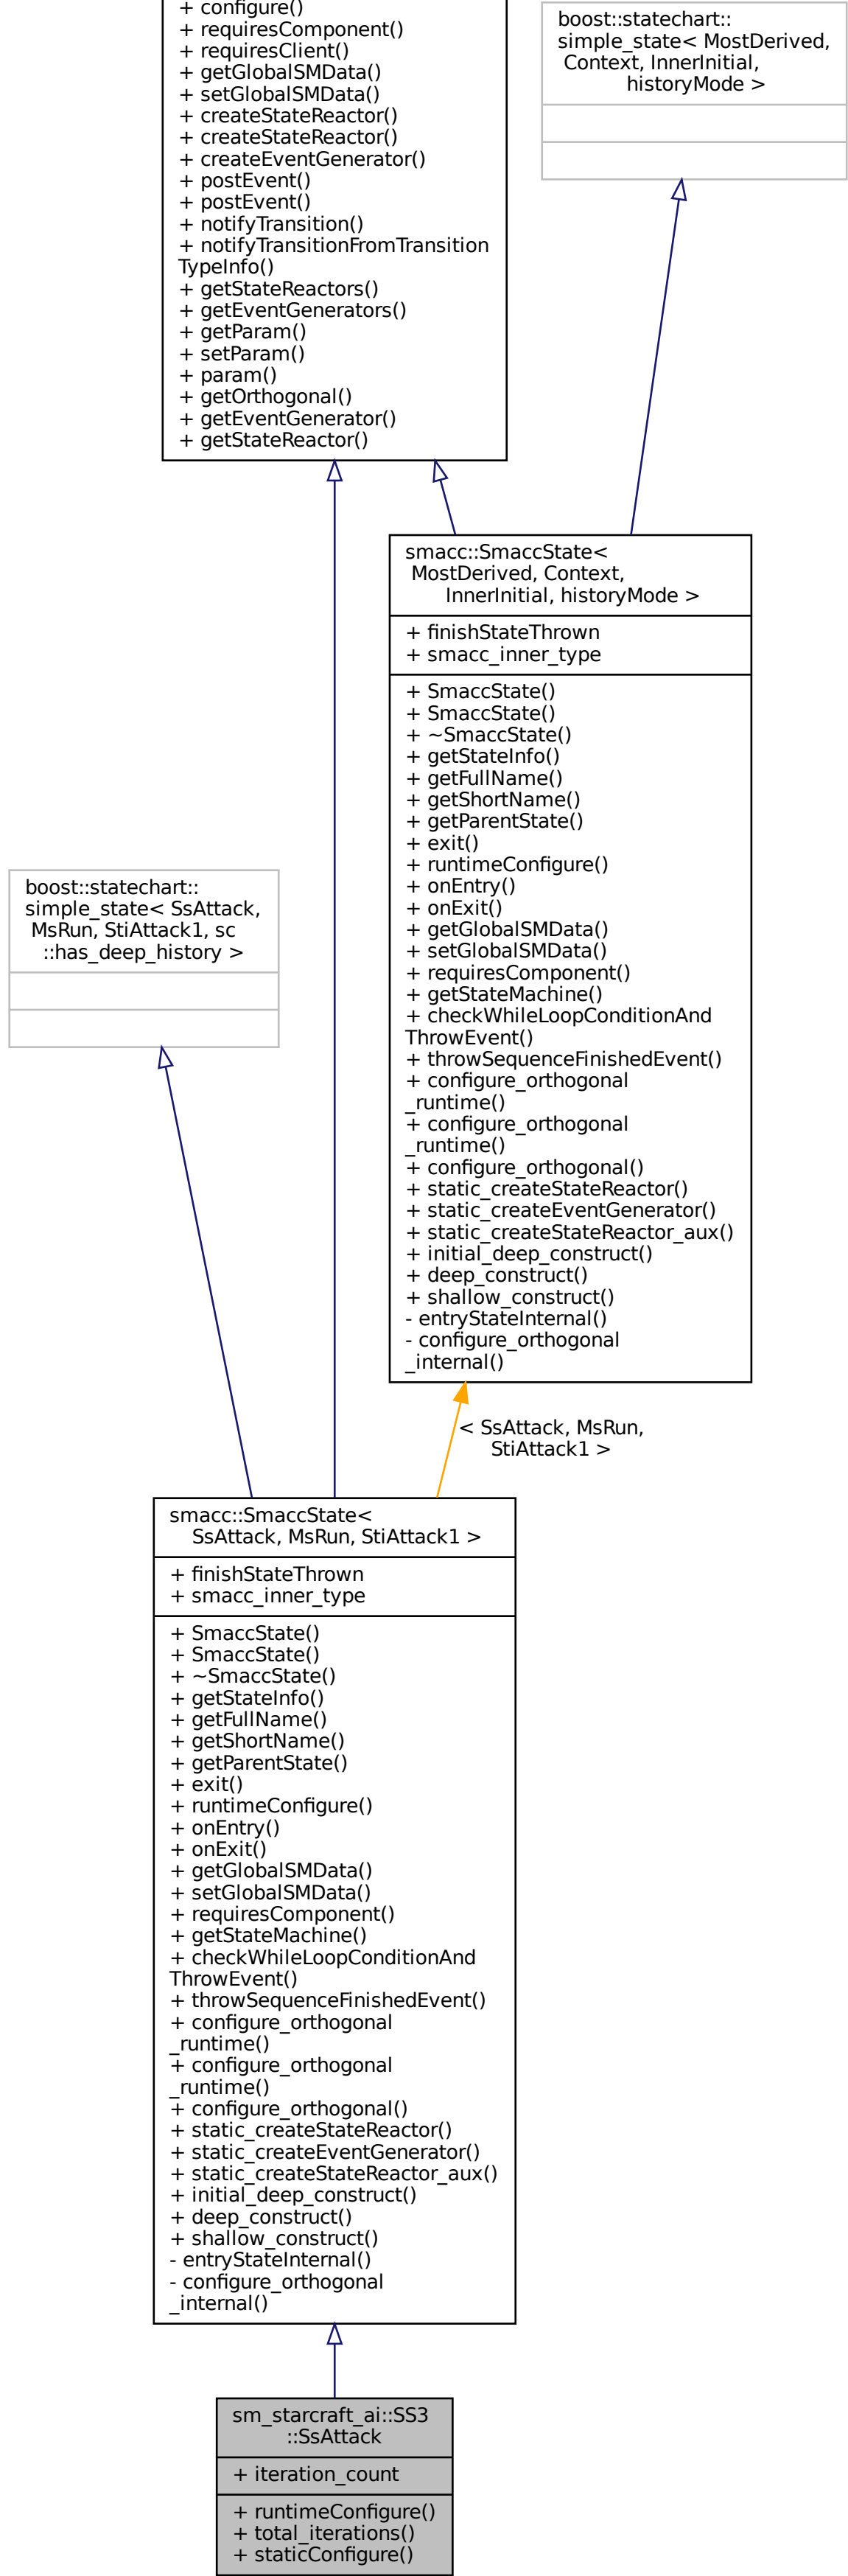 + configure()
+ requiresComponent()
+ requiresClient()
+ getGlobalSMData()
+ setGlobalSMData()
+ createStateReactor()
+ createStateReactor()
+ createEventGenerator()
+ postEvent()
+ postEvent()
+ notifyTransition()
+ notifyTransitionFromTransition
TypeInfo()
+ getStateReactors()
+ getEventGenerators()
+ getParam()
+ setParam()
+ param()
+ getOrthogonal()
+ getEventGenerator()
+ getStateReactor()
boost::statechart::
simple_state< MostDerived,
Context, InnerInitial,
historyMode >
smacc::SmaccState<
MostDerived, Context,
InnerInitial, historyMode >
+ finishStateThrown
+ smacc_inner_type
+ SmaccState()
+ SmaccState()
+ ~SmaccState()
+ getStateInfo()
+ getFullName()
+ getShortName()
+ getParentState()
+ exit()
+ runtimeConfigure()
+ onEntry()
+ onExit()
+ getGlobalSMData()
+ setGlobalSMData()
+ requiresComponent()
+ getStateMachine()
+ checkWhileLoopConditionAnd
ThrowEvent()
+ throwSequenceFinishedEvent()
+ configure_orthogonal
_runtime()
+ configure_orthogonal
_runtime()
+ configure_orthogonal()
+ static_createStateReactor()
+ static_createEventGenerator()
+ static_createStateReactor_aux()
+ initial_deep_construct()
+ deep_construct()
+ shallow_construct()
- entryStateInternal()
- configure_orthogonal
_internal()
boost::statechart::
simple_state< SsAttack,
MsRun, StiAttack1, sc
::has_deep_history >
< SsAttack, MsRun,
StiAttack1 >
smacc::SmaccState<
SsAttack, MsRun, StiAttack1 >
+ finishStateThrown
+ smacc_inner_type
+ SmaccState()
+ SmaccState()
+ ~SmaccState()
+ getStateInfo()
+ getFullName()
+ getShortName()
+ getParentState()
+ exit()
+ runtimeConfigure()
+ onEntry()
+ onExit()
+ getGlobalSMData()
+ setGlobalSMData()
+ requiresComponent()
+ getStateMachine()
+ checkWhileLoopConditionAnd
ThrowEvent()
+ throwSequenceFinishedEvent()
+ configure_orthogonal
_runtime()
+ configure_orthogonal
_runtime()
+ configure_orthogonal()
+ static_createStateReactor()
+ static_createEventGenerator()
+ static_createStateReactor_aux()
+ initial_deep_construct()
+ deep_construct()
+ shallow_construct()
- entryStateInternal()
- configure_orthogonal
_internal()
sm_starcraft_ai::SS3
::SsAttack
+ iteration_count
+ runtimeConfigure()
+ total_iterations()
+ staticConfigure()